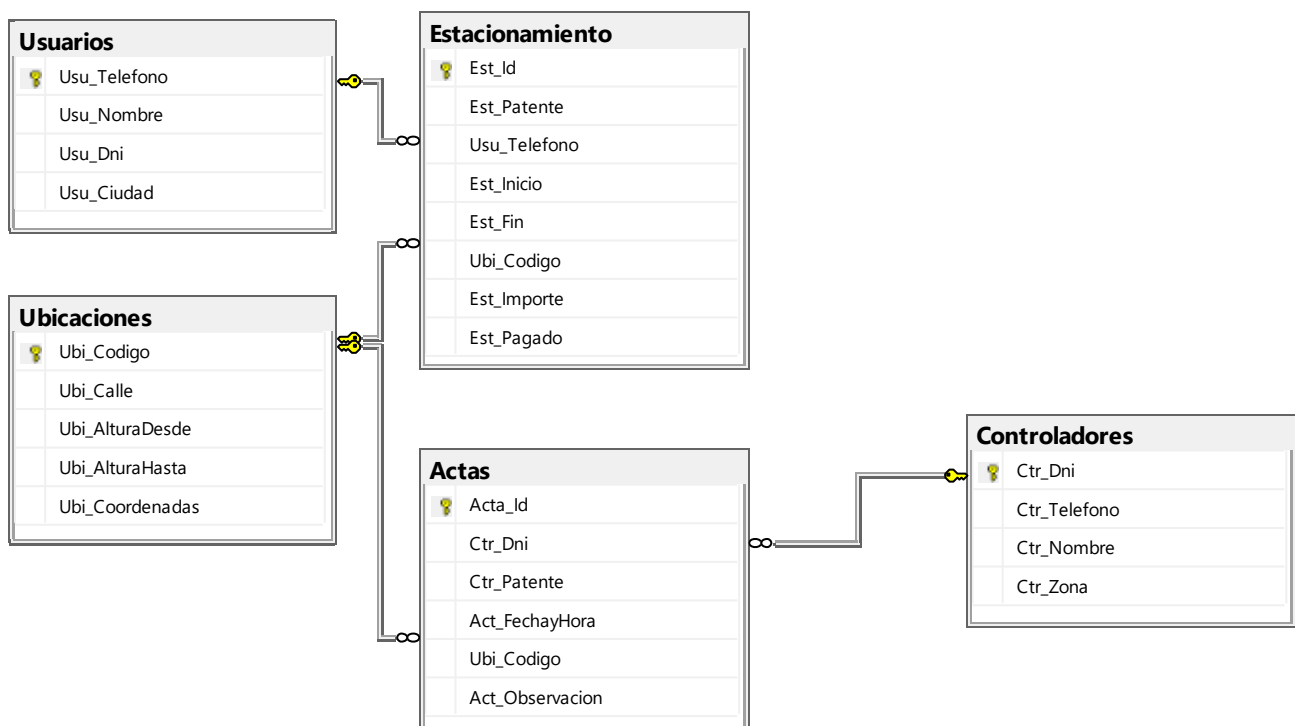 Usuarios
Usu_Telefono
Usu_Nombre
Usu_Dni
Usu_Ciudad
Estacionamiento
Est_Id
Est_Patente
Usu_Telefono
Est_Inicio
Est_Fin
Ubi_Codigo
Est_Importe
Est_Pagado
Ubicaciones
Ubi_Codigo
Ubi_Calle
Ubi_AlturaDesde
Ubi_AlturaHasta
Ubi_Coordenadas
Actas
Acta_Id
Ctr_Dni
Ctr_Patente
Act_FechayHora
Ubi_Codigo
Act_Observacion
Controladores
Ctr_Dni
Ctr_Telefono
Ctr_Nombre
Ctr_Zona